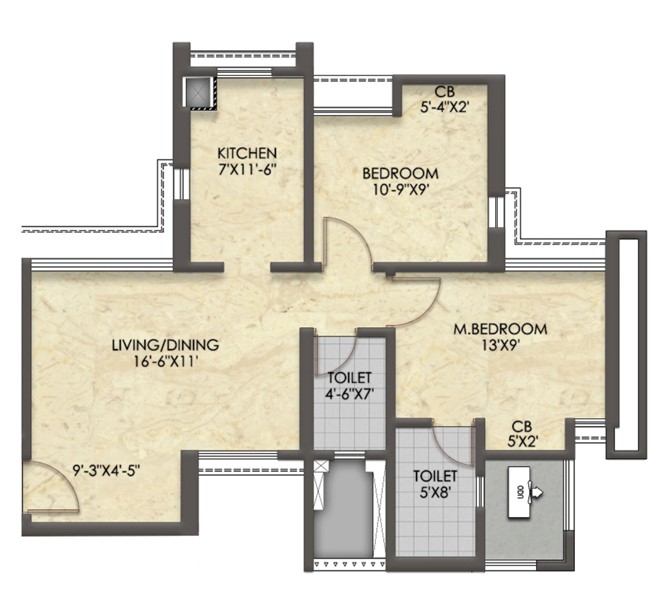 CB
5'-4"X2'
KITCHEN
7'X11'-6"
BEDROOM
10'-9"X9'
LIVING/DINING
16'-6"X11'
M.BEDROOM
13'X9'
TOILET
4'-6"X7'
CB
5'X2'
9'-3"X4'-5"
TOILET
5'X8'
ODU